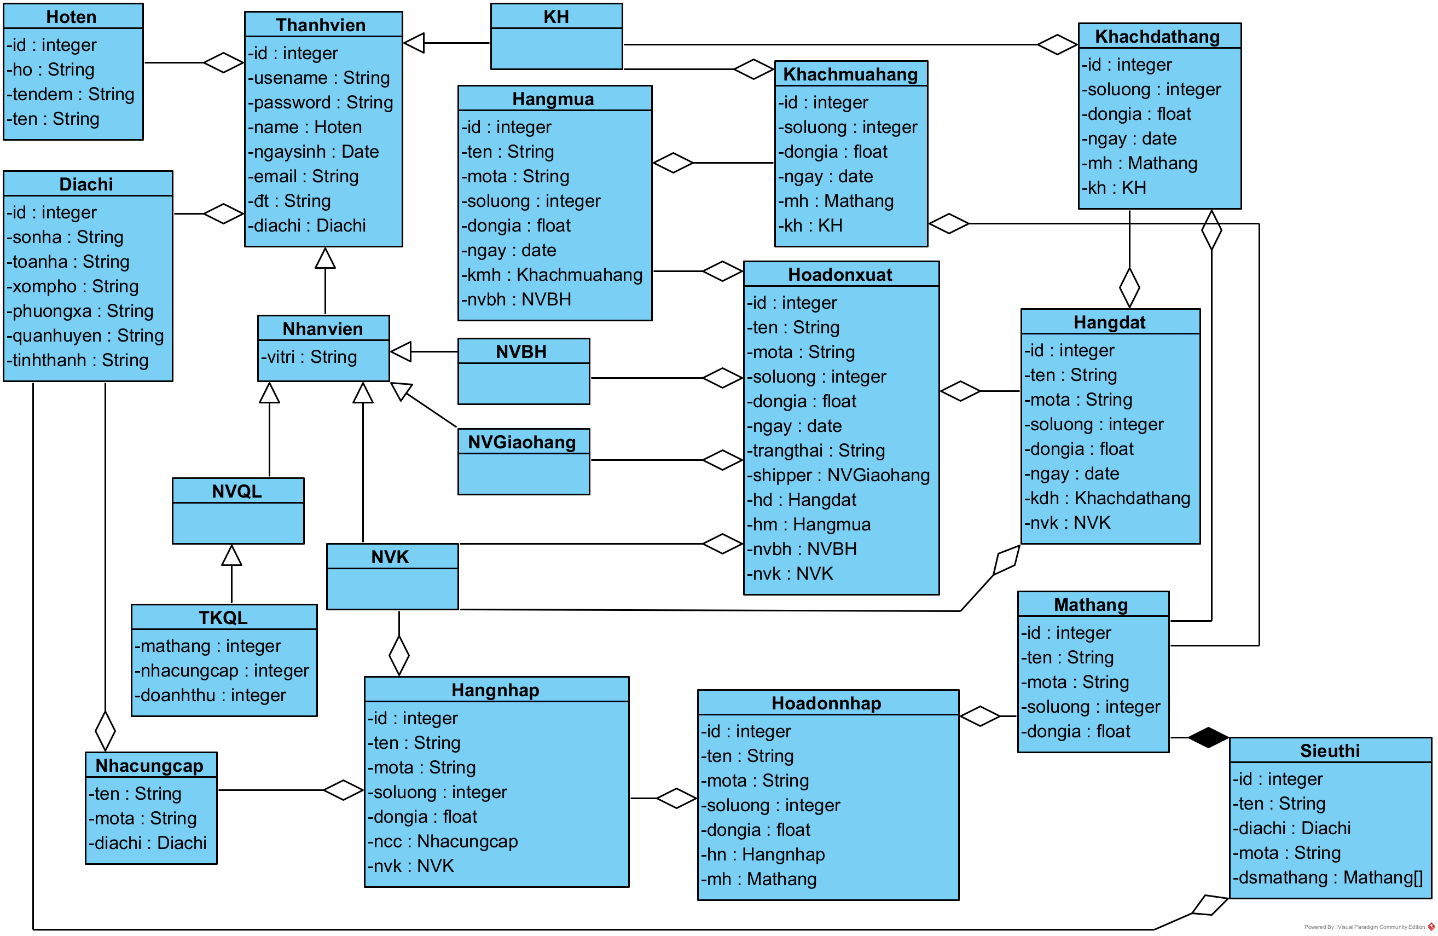 Hoten
-id : integer
-ho : String
-tendem : String
-ten : String
Thanhvien
-id : integer
-usename : String
-password : String
-name : Hoten
-ngaysinh : Date
-email : String
-đt : String
-diachi : Diachi
KH
Khachdathang
-id : integer
-soluong : integer
-dongia : float
-ngay : date
-mh : Mathang
-kh : KH
Khachmuahang
-id : integer
-soluong : integer
-dongia : float
-ngay : date
-mh : Mathang
-kh : KH
Hangmua
-id : integer
-ten : String
-mota : String
-soluong : integer
-dongia : float
-ngay : date
-kmh : Khachmuahang
-nvbh : NVBH
Diachi
-id : integer
-sonha : String
-toanha : String
-xompho : String
-phuongxa : String
-quanhuyen : String
-tinhthanh : String
Hoadonxuat
-id : integer
-ten : String
-mota : String
-soluong : integer
-dongia : float
-ngay : date
-trangthai : String
-shipper : NVGiaohang
-hd : Hangdat
-hm : Hangmua
-nvbh : NVBH
-nvk : NVK
Nhanvien
-vitri : String
NVBH
Hangdat
-id : integer
-ten : String
-mota : String
-soluong : integer
-dongia : float
-ngay : date
-kdh : Khachdathang
-nvk : NVK
NVGiaohang
NVQL
NVK
TKQL
-mathang : integer
-nhacungcap : integer
-doanhthu : integer
Mathang
-id : integer
-ten : String
-mota : String
-soluong : integer
-dongia : float
Hangnhap
-id : integer
-ten : String
-mota : String
-soluong : integer
-dongia : float
-ncc : Nhacungcap
-nvk : NVK
Hoadonnhap
-id : integer
-ten : String
-mota : String
-soluong : integer
-dongia : float
-hn : Hangnhap
-mh : Mathang
Nhacungcap
-ten : String
-mota : String
-diachi : Diachi
Sieuthi
-id : integer
-ten : String
-diachi : Diachi
-mota : String
-dsmathang : Mathang[]
Powered By: Visual Paradigm Community Edition